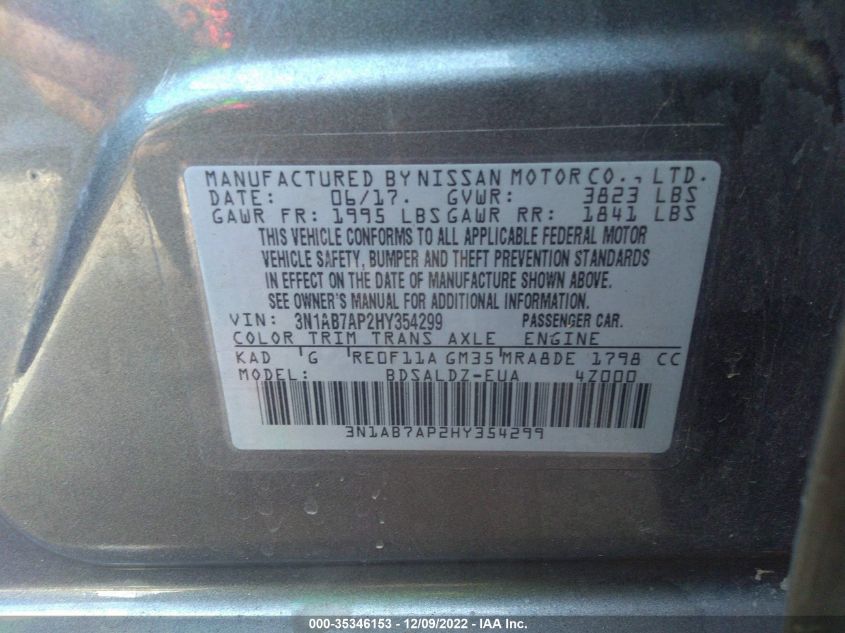 MANUFACTURED BY NISSAN MOTOR CO., LTD.
DATE: 06/17. GVWR: 3823 LBS
GAWR FR: 1995 LBS GAWR RR: 1841 LBS
THIS VEHICLE CONFORMS TO ALL APPLICABLE FEDERAL MOTOR
VEHICLE SAFETY, BUMPER AND THEFT PREVENTION STANDARDS
IN EFFECT ON THE DATE OF MANUFACTURE SHOWN ABOVE.
SEE OWNER'S MANUAL FOR ADDITIONAL INFORMATION.
VIN: 3N1AB7AP2HY354299 PASSENGER CAR.
COLOR TRIM TRANS AXLE ENGINE
KAD G RE0F11A GM35 MRA8DE 1798 CC
MODEL: BDSALDZ-EUA 4Z000
3N1AB7AP2HY354299
000-35346153 - 12/09/2022 - IAA Inc.